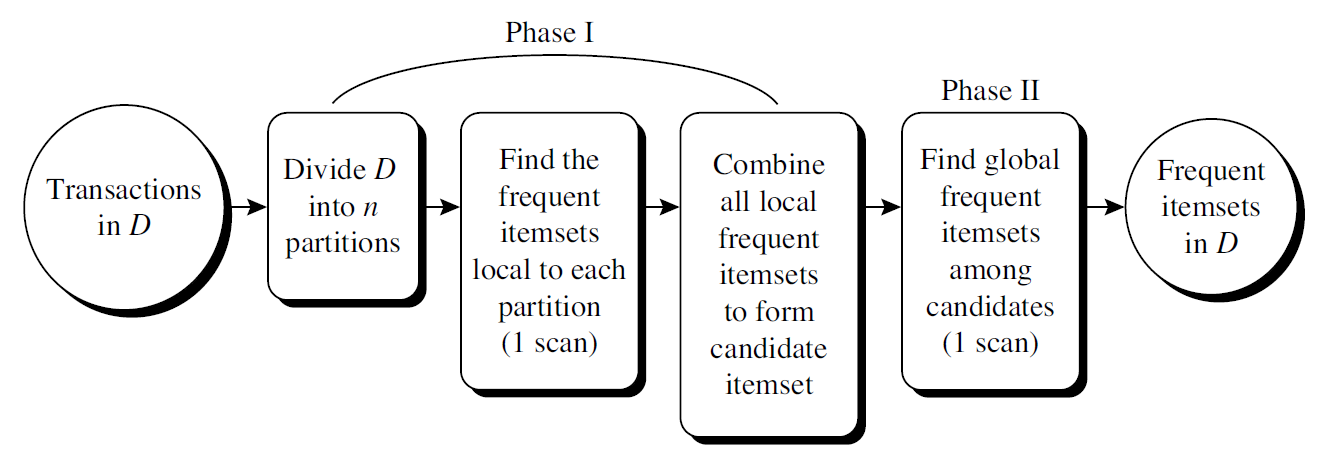 Phase I
Phase II
Transactions
in D
Divide D
into n
partitions
Find the
frequent
itemsets
local to each
partition
(1 scan)
Combine
all local
frequent
itemsets
to form
candidate
itemset
Find global
frequent
itemsets
among
candidates
(1 scan)
Frequent
itemsets
in D